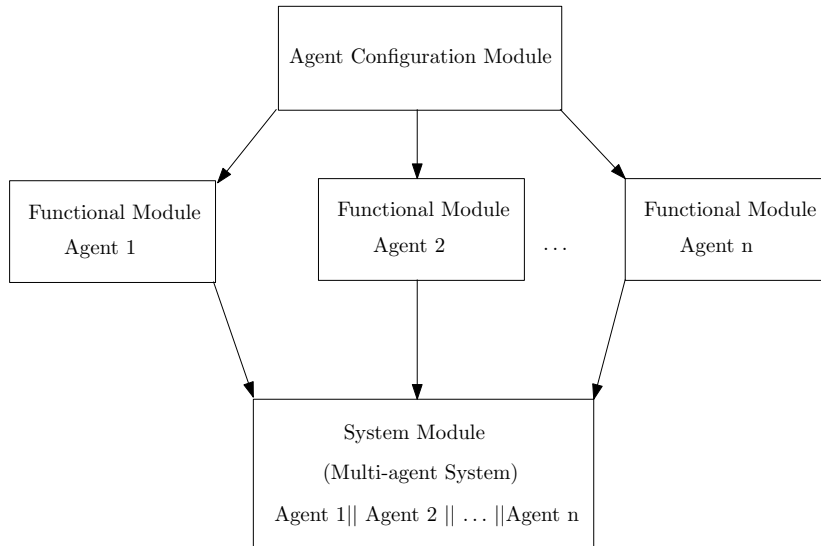 Agent Configuration Module
Functional Module
Agent 1
Functional Module
Agent 2
...
Functional Module
Agent n
System Module
(Multi-agent System)
Agent 1|| Agent 2 || ... ||Agent n